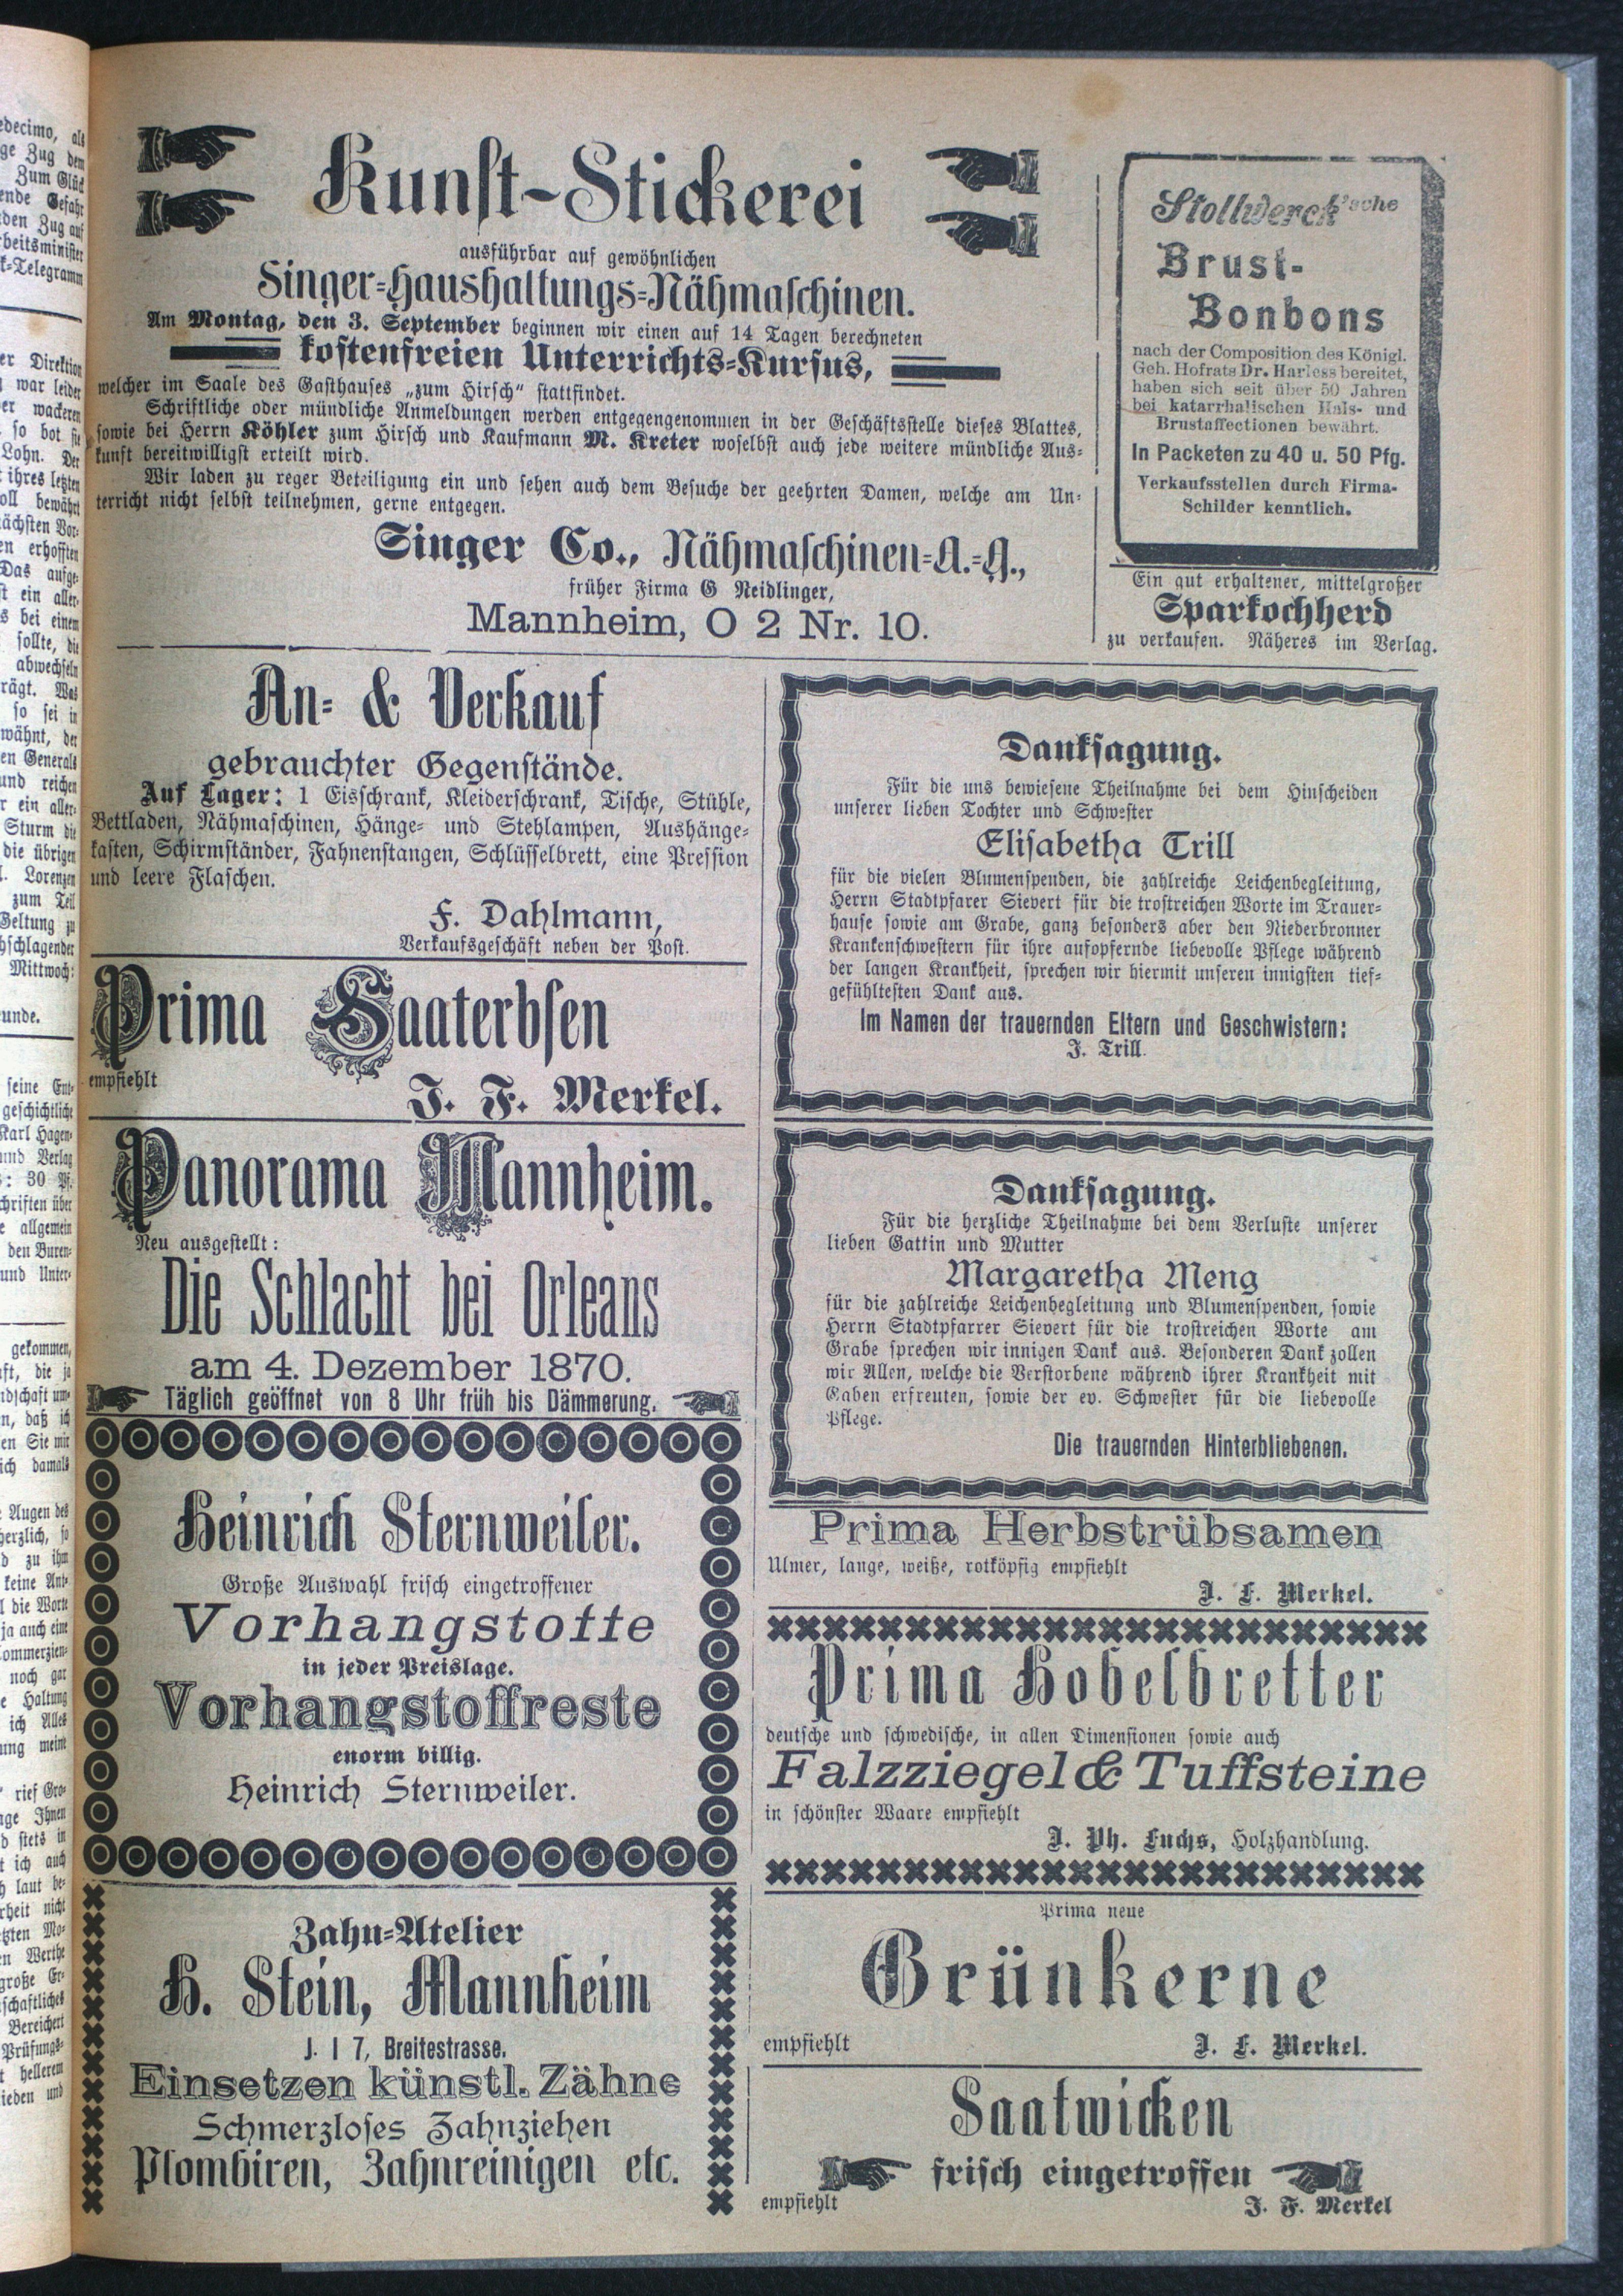 Kunst-Stickerei
ausführbar auf gewöhnlichen
Singer-Haushaltungs-Nähmaschinen.
Am Montag, den 3. September beginnen wir einen auf 14 Tagen berechneten
kostenfreien Unterrichts-Kursus,
welcher im Saale des Gasthauses „zum Hirsch“ stattfindet.
Schriftliche oder mündliche Anmeldungen werden entgegengenommen in der Geschäftsstelle dieses Blattes,
sowie bei Herrn Köhler zum Hirsch und Kaufmann M. Kreter woselbst auch jede weitere mündliche Aus-
kunft bereitwilligst erteilt wird.
Wir laden zu reger Beteiligung ein und sehen auch dem Besuche der geehrten Damen, welche am Un-
terricht nicht selbst teilnehmen, gerne entgegen.
Singer Co., Nähmaschinen-A.-G.,
früher Firma G Neidlinger,
Mannheim, O 2 Nr. 10.
Stollwerck'sche
Brust-
Bonbons
nach der Composition des Königl.
Geh. Hofrats Dr. Harless bereitet,
haben sich seit über 50 Jahren
bei katarrhalischen Hals- und
Brustaffectionen bewährt.
In Packeten zu 40 u. 50 Pfg.
Verkaufsstellen durch Firma-
Schilder kenntlich.
Ein gut erhaltener, mittelgroßer
Sparkochherd
zu verkaufen. Näheres im Verlag.
An- & Verkauf
gebrauchter Gegenstände.
Auf Lager: 1 Eisschrank, Kleiderschrank, Tische, Stühle,
Bettladen, Nähmaschinen, Hänge- und Stehlampen, Aushänge-
kasten, Schirmständer, Fahnenstangen, Schlüsselbrett, eine Pression
und leere Flaschen.
F. Dahlmann,
Verkaufsgeschäft neben der Post.
Prima Saaterbsen
empfiehlt
J. F. Merkel.
Panorama Mannheim.
Neu ausgestellt:
Die Schlacht bei Orleans
am 4. Dezember 1870.
Täglich geöffnet von 8 Uhr früh bis Dämmerung.
Heinrich Sternweiler.
Große Auswahl frisch eingetroffener
Vorhangstoffe
in jeder Preislage.
Vorhangstoffreste
enorm billig.
Heinrich Sternweiler.
Zahn-Atelier
H. Stein, Mannheim
J. 1 7, Breitestrasse.
Einsetzen künstl. Zähne
Schmerzloses Zahnziehen
Plombiren, Zahnreinigen etc.
Danksagung.
Für die uns bewiesene Theilnahme bei dem Hinscheiden
unserer lieben Tochter und Schwester
Elisabetha Trill
für die vielen Blumenspenden, die zahlreiche Leichenbegleitung,
Herrn Stadtpfarer Sievert für die trostreichen Worte im Trauer-
hause sowie am Grabe, ganz besonders aber den Niederbronner
Krankenschwestern für ihre aufopfernde liebevolle Pflege während
der langen Krankheit, sprechen wir hiermit unseren innigsten tief-
gefühltesten Dank aus.
Im Namen der trauernden Eltern und Geschwistern:
J. Trill.
Danksagung.
Für die herzliche Theilnahme bei dem Verluste unserer
lieben Gattin und Mutter
Margaretha Meng
für die zahlreiche Leichenbegleitung und Blumenspenden, sowie
Herrn Stadtpfarrer Sievert für die trostreichen Worte am
Grabe sprechen wir innigen Dank aus. Besonderen Dank zollen
wir Allen, welche die Verstorbene während ihrer Krankheit mit
Gaben erfreuten, sowie der ev. Schwester für die liebevolle
Pflege.
Die trauernden Hinterbliebenen.
Prima Herbstrübsamen
Ulmer, lange, weiße, rotköpfig empfiehlt
J. F. Merkel.
Prima Hobelbretter
deutsche und schwedische, in allen Dimensionen sowie auch
Falzziegel & Tuffsteine
in schönster Waare empfiehlt
J. Ph. Fuchs, Holzhandlung.
Prima neue
Grünkerne
empfiehlt J. F. Merkel.
Saatwicken
frisch eingetroffen
empfiehlt J. F. Merkel